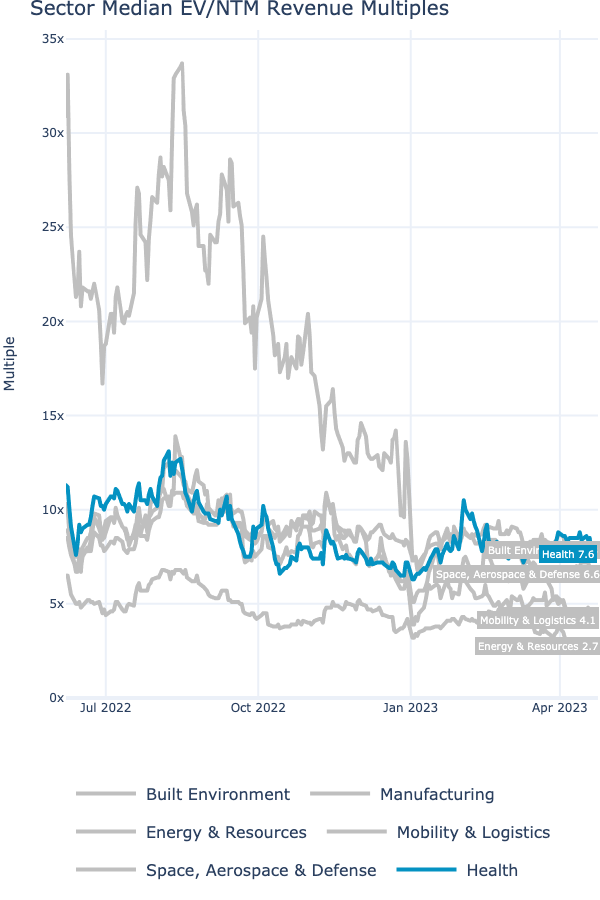 Sector Median EV/NTM Revenue Multiples
35x
30x
25x
20x
15x
10x
5x
0x
Multiple
Built Envir
Health 7.6
Space, Aerospace & Defense 6.6
Mobility & Logistics 4.1
Energy & Resources 2.7
Jul 2022
Oct 2022
Jan 2023
Apr 2023
Built Environment
Manufacturing
Energy & Resources
Mobility & Logistics
Space, Aerospace & Defense
Health